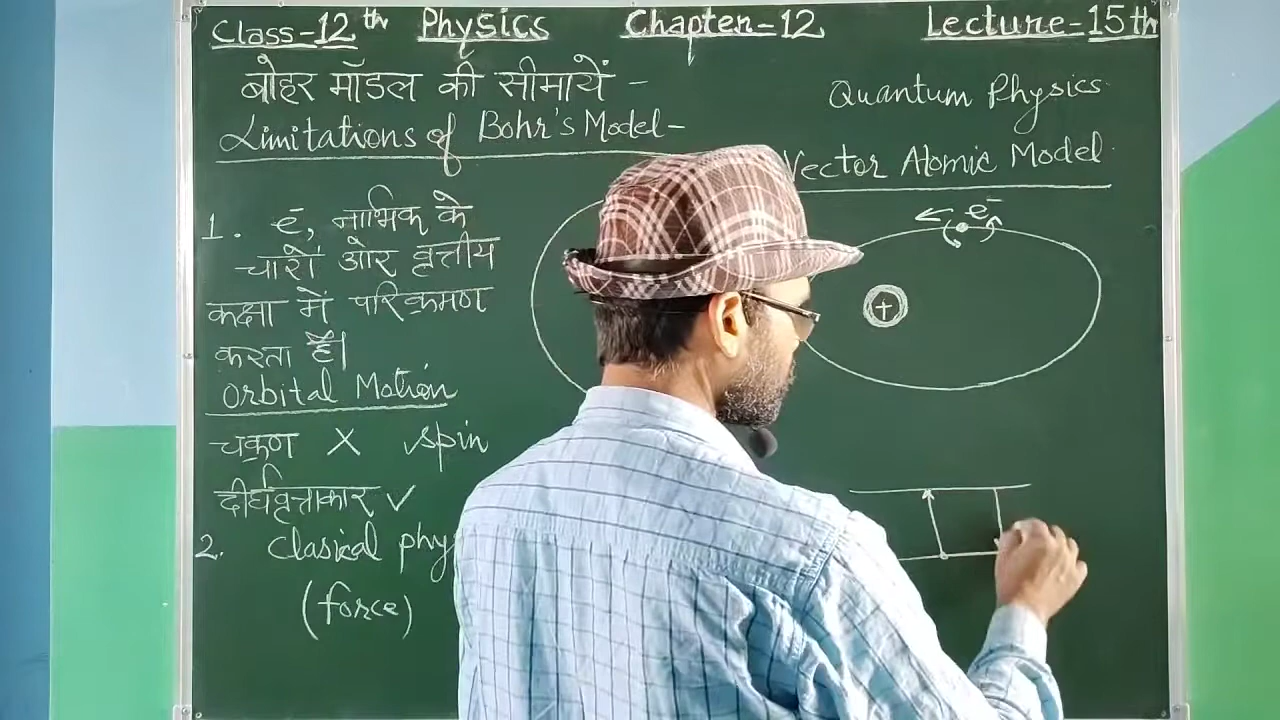 Class-12th Physics Chapter-12 Lecture-15th
बोहर मॉडल की सीमायें -
Limitations of Bohr's Model-
Quantum Physics
Vector Atomic Model
1. e-, नाभिक के
चारों ओर वृत्तीय
कक्षा में परिक्रमण
करता है।
Orbital Motion
चक्रण X spin
दीर्घवृत्ताकार ✓
2. Clasical phy
(force)
e-
+